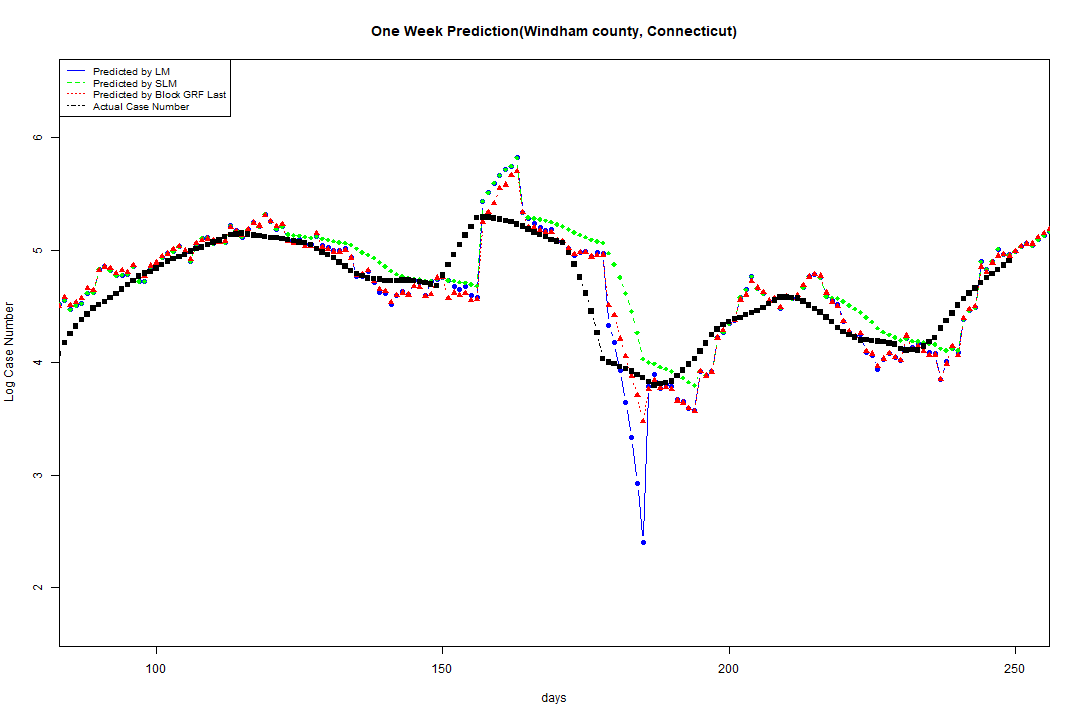 One Week Prediction(Windham county, Connecticut)
Predicted by LM
Predicted by SLM
Predicted by Block GRF Last
Actual Case Number
Log Case Number
6
5
4
3
2
100 150 200 250
days